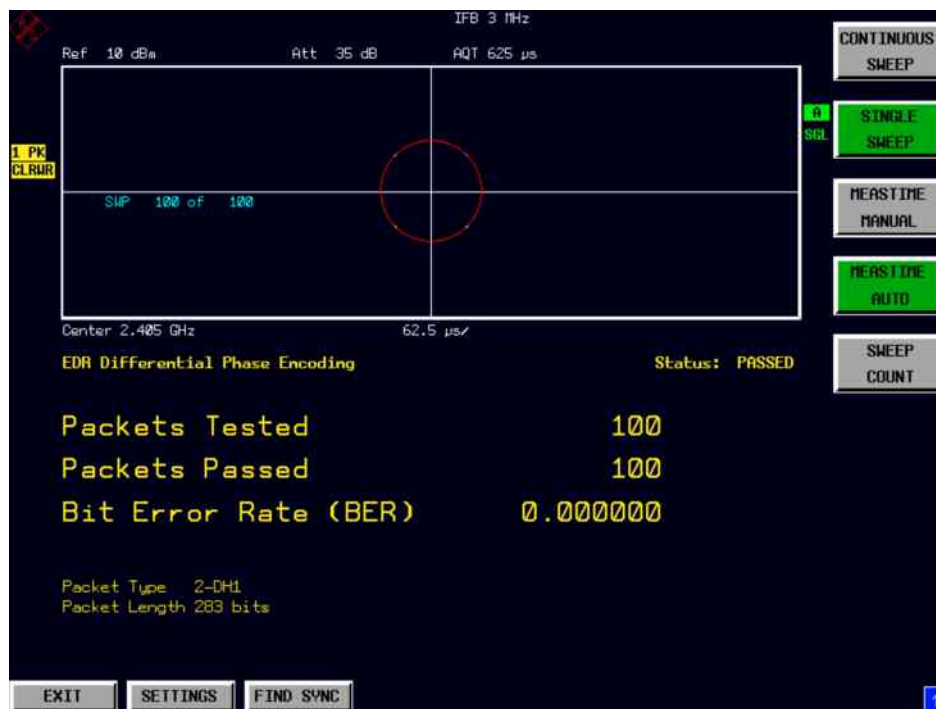 IFB 3 MHz
Ref 10 dBm Att 35 dB AQT 625 µs
CONTINUOUS
SWEEP
A
SGL
SINGLE
SWEEP
1 PK
CLRWR
SWP 100 of 100
MEASTIME
MANUAL
MEASTIME
AUTO
Center 2.405 GHz 62.5 µs/
EDR Differential Phase Encoding Status: PASSED
SWEEP
COUNT
Packets Tested 100
Packets Passed 100
Bit Error Rate (BER) 0.000000
Packet Type 2-DH1
Packet Length 283 bits
EXIT SETTINGS FIND SYNC